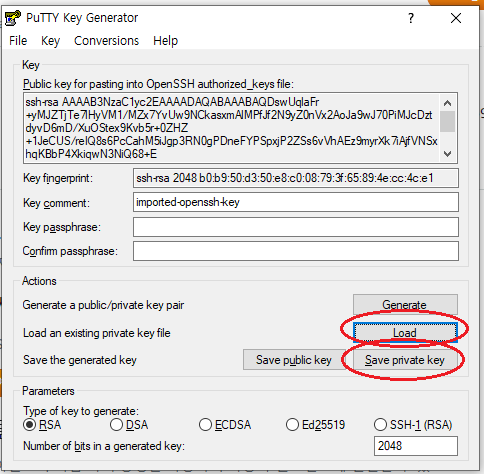 PuTTY Key Generator
File Key Conversions Help
Key
Public key for pasting into OpenSSH authorized_keys file:
ssh-rsa AAAAB3NzaC1yc2EAAAADAQABAAABAQDswUqlaFr
+yMJZTjTe7IHyVM1/MZx7YvUw9NCkasxmAlMPfJf2N9yZ0nVx2AoJa9wJ70PiMJcDzt
dyvD6mD/XuOStex9Kvb5r+0ZHZ
+1JeCUS/relQ8s6PcCahM5iJgp3RN0gPDneFYPSpxjP2ZSs6vVhAEz9myrXk7iAjfVNSx
hqKBbP4XkiqwN3NiQ68+E
Key fingerprint: ssh-rsa 2048 b0:b9:50:d3:50:e8:c0:08:79:3f:65:89:4e:cc:4c:e1
Key comment: imported-openssh-key
Key passphrase:
Confirm passphrase:
Actions
Generate a public/private key pair Generate
Load an existing private key file Load
Save the generated key Save public key Save private key
Parameters
Type of key to generate:
RSA DSA ECDSA Ed25519 SSH-1 (RSA)
Number of bits in a generated key: 2048